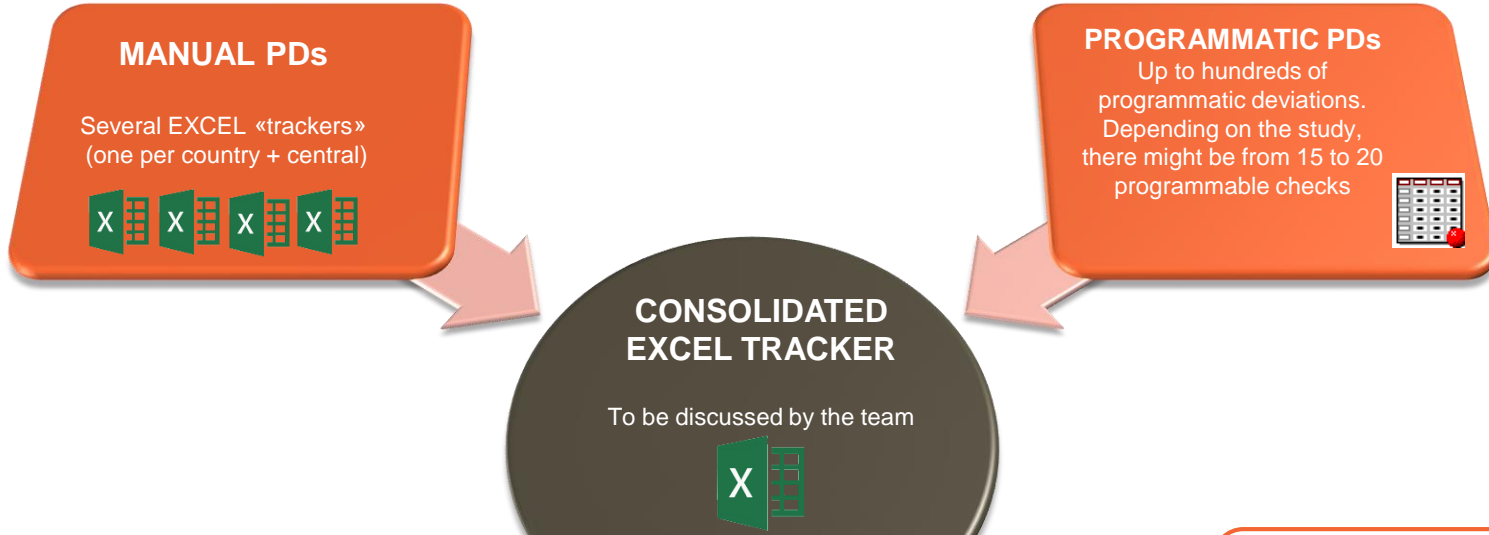 MANUAL PDs
Several EXCEL «trackers»
(one per country + central)
X X X X
PROGRAMMATIC PDs
Up to hundreds of
programmatic deviations.
Depending on the study,
there might be from 15 to 20
programmable checks
CONSOLIDATED
EXCEL TRACKER
To be discussed by the team
X